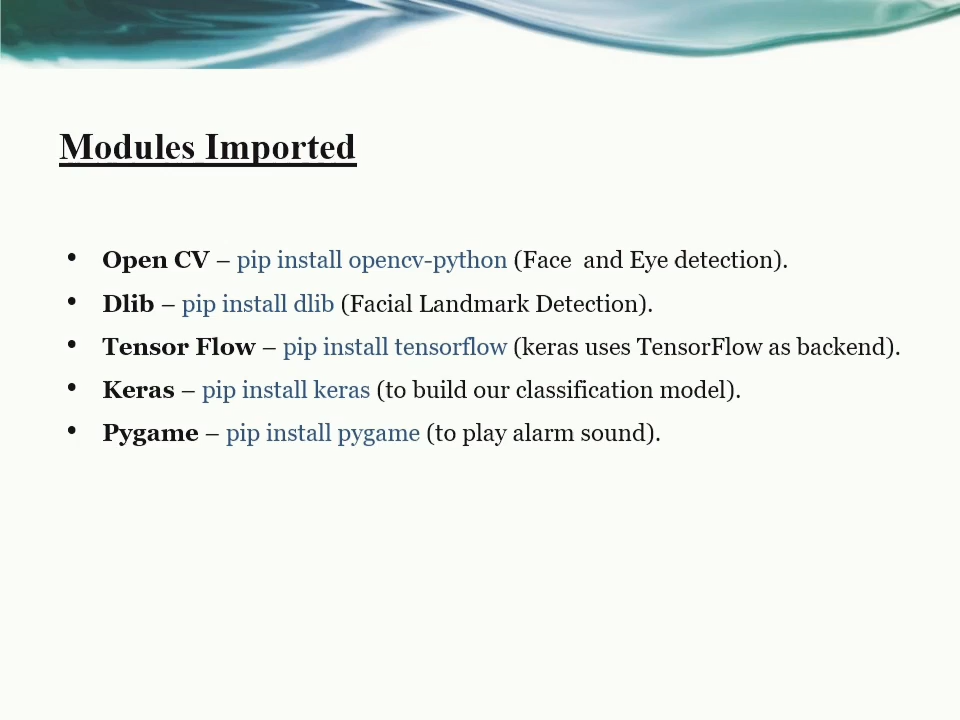 Modules Imported
• Open CV – pip install opencv-python (Face  and Eye detection).
• Dlib – pip install dlib (Facial Landmark Detection).
• Tensor Flow – pip install tensorflow (keras uses TensorFlow as backend).
• Keras – pip install keras (to build our classification model).
• Pygame – pip install pygame (to play alarm sound).